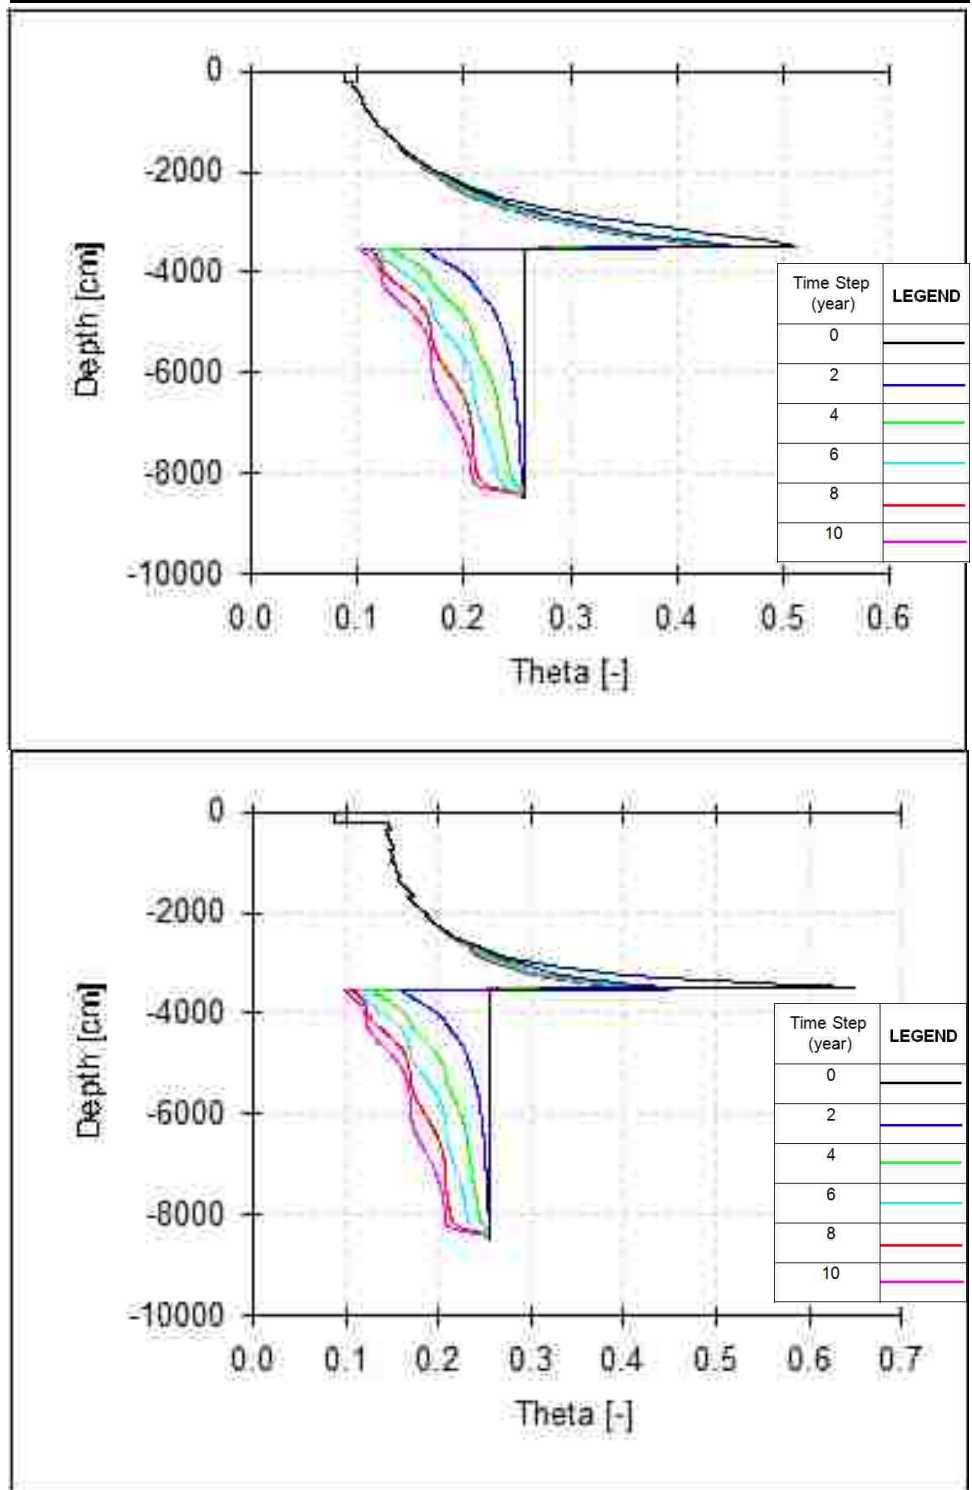 0
-2000
-4000
-6000
-8000
-10000
Depth [cm]
0.0 0.1 0.2 0.3 0.4 0.5 0.6
Theta [-]
Time Step
(year)
LEGEND
0
2
4
6
8
10
0
-2000
-4000
-6000
-8000
-10000
Depth [cm]
0.0 0.1 0.2 0.3 0.4 0.5 0.6 0.7
Theta [-]
Time Step
(year)
LEGEND
0
2
4
6
8
10